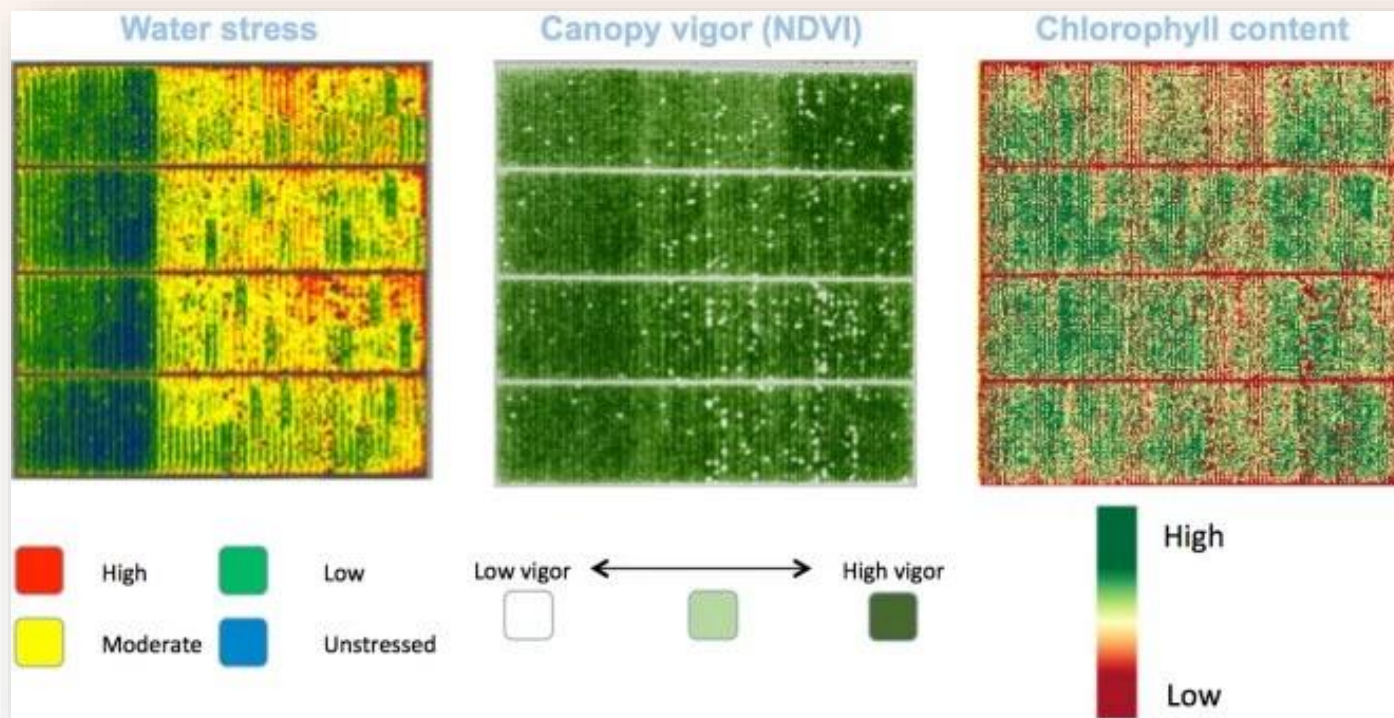 Water stress
Canopy vigor (NDVI)
Chlorophyll content
High
Low
Moderate
Unstressed
Low vigor
High vigor
High
Low